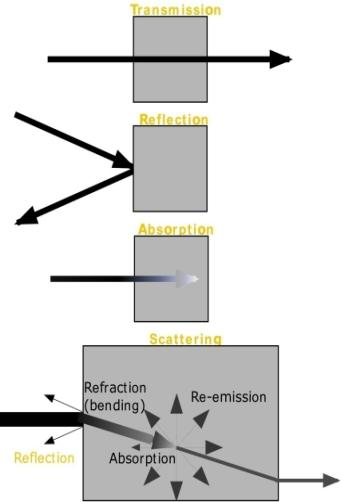 Transmission
Reflection
Absorption
Scattering
Refraction
(bending)
Re-emission
Reflection
Absorption